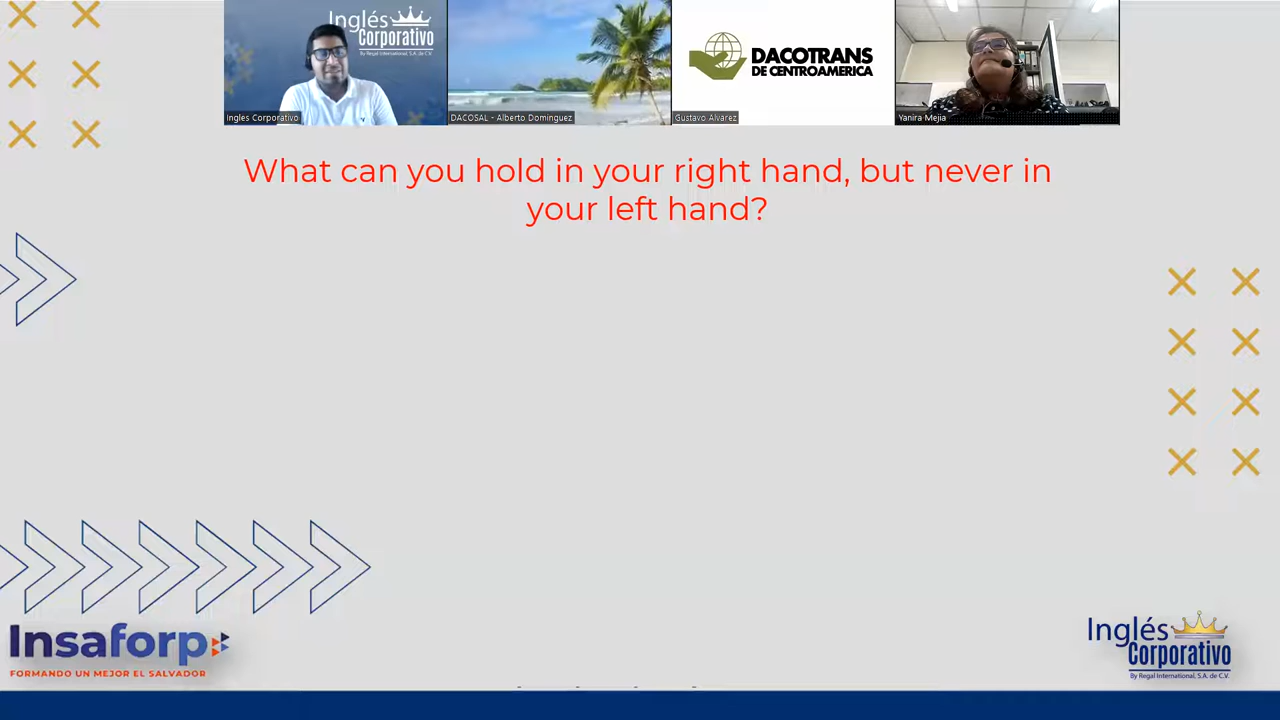 Inglés
Corporativo
By Regal International, S.A. de C.V.
DACOTRANS
DE CENTROAMERICA
Ingles Corporativo
DACOSAL - Alberto Dominguez
Gustavo Alvarez
Yanira Mejia
What can you hold in your right hand, but never in
your left hand?
Insaforp
FORMANDO UN MEJOR EL SALVADOR
Inglés
Corporativo
By Regal International, S.A. de C.V.